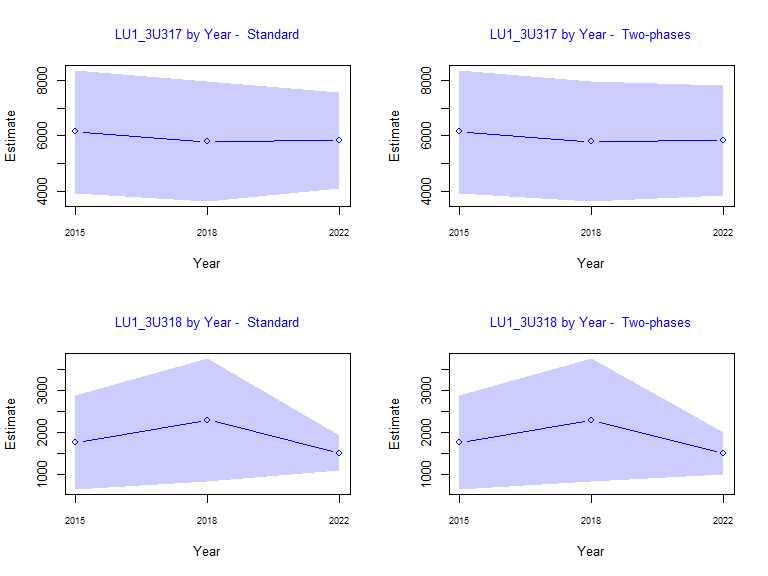 LU1_3U317 by Year -  Standard
Estimate
8000
6000
4000
2015
2018
2022
Year
LU1_3U317 by Year -  Two-phases
Estimate
8000
6000
4000
2015
2018
2022
Year
LU1_3U318 by Year -  Standard
Estimate
3000
2000
1000
2015
2018
2022
Year
LU1_3U318 by Year -  Two-phases
Estimate
3000
2000
1000
2015
2018
2022
Year